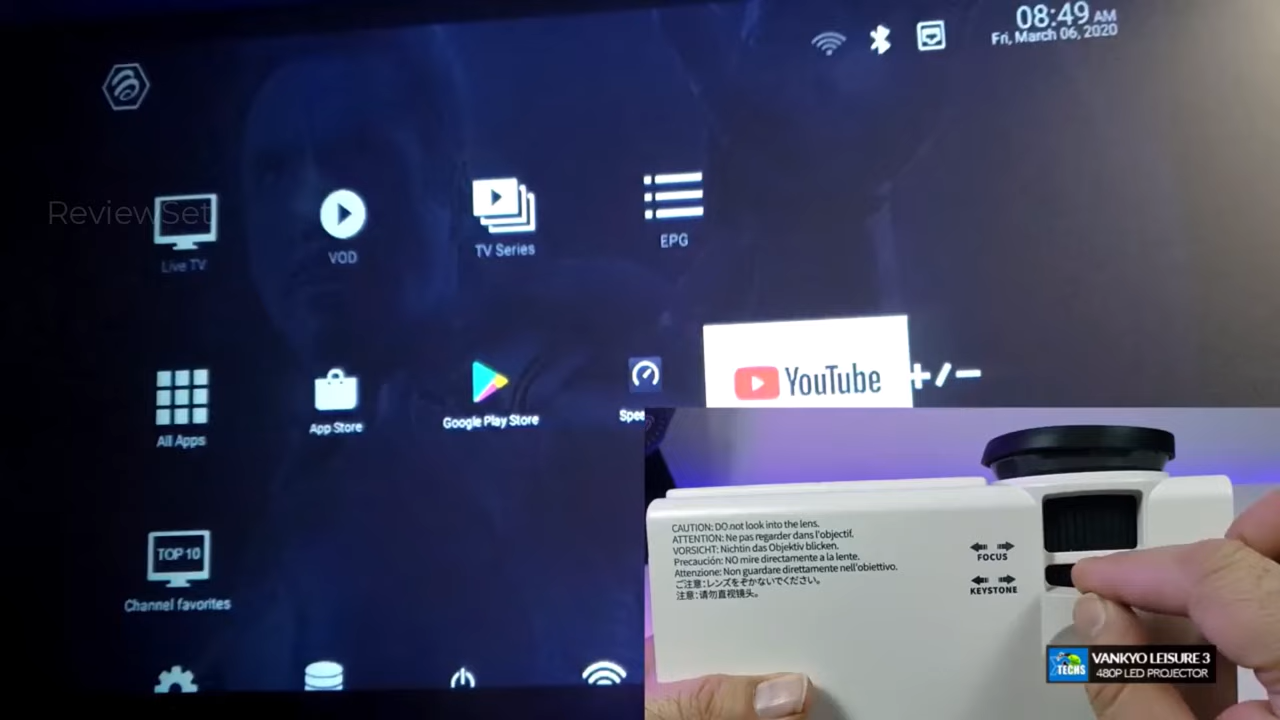 08:49 AM
Fri, March 06, 2020
ReviewSet
Live TV
VOD
TV Series
EPG
YouTube
+/-
All Apps
App Store
Google Play Store
Spee
TOP 10
Channel favorites
CAUTION: DO not look into the lens.
ATTENTION: Ne pas regarder dans l'objectif.
VORSICHT: Nichtin das Objektiv blicken.
Precaución: NO mire directamente a la lente.
Attenzione: Non guardare direttamente nell'obiettivo.
ご注意:レンズをぞかないでください。
注意:请勿直视镜头。
FOCUS
KEYSTONE
TECHS
VANKYO LEISURE 3
480P LED PROJECTOR